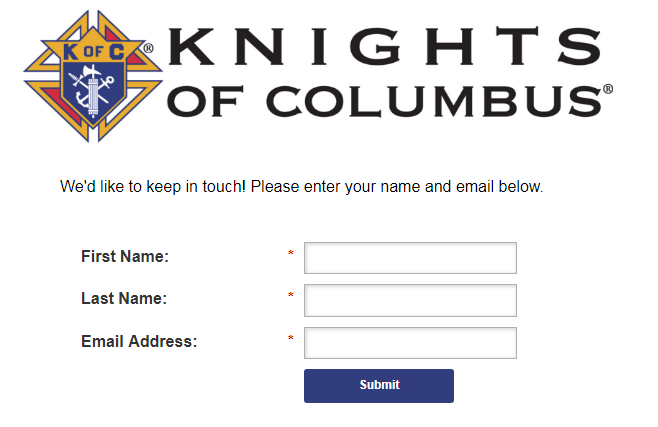 K OF C ®
KNIGHTS
OF COLUMBUS®
We'd like to keep in touch! Please enter your name and email below.
First Name: *
Last Name: *
Email Address: *
Submit